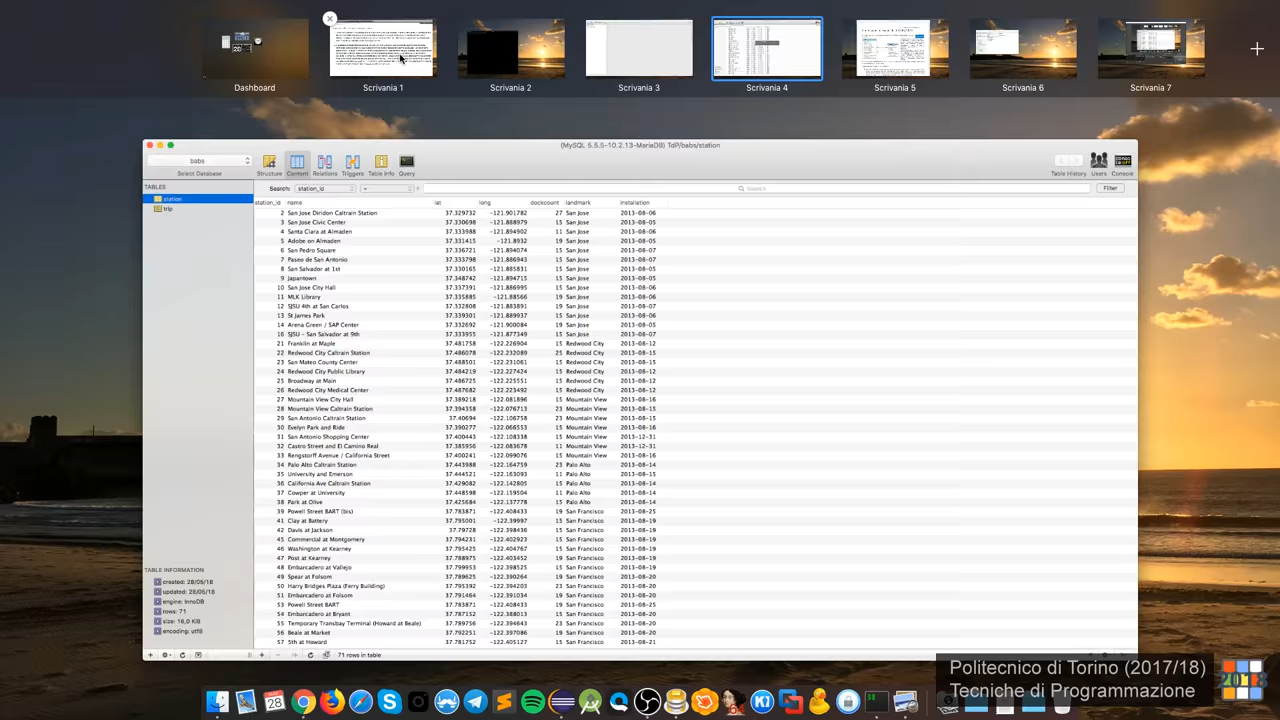 Dashboard
Scrivania 1
Scrivania 2
Scrivania 3
Scrivania 4
Scrivania 5
Scrivania 6
Scrivania 7
(MySQL 5.5.5-10.2.13-MariaDB) TdP/babs/station
babs
Select Database
Structure
Content
Relations
Triggers
Table Info
Query
Table History
Users
Console
TABLES
station
trip
Search: station_id = Search Filter
station_id name lat long dockcount landmark installation
2 San Jose Diridon Caltrain Station 37.329732 -121.901782 27 San Jose 2013-08-06
3 San Jose Civic Center 37.330698 -121.888979 15 San Jose 2013-08-05
4 Santa Clara at Almaden 37.333988 -121.894902 11 San Jose 2013-08-06
5 Adobe on Almaden 37.331415 -121.8932 19 San Jose 2013-08-05
6 San Pedro Square 37.336721 -121.894074 15 San Jose 2013-08-07
7 Paseo de San Antonio 37.333798 -121.886943 15 San Jose 2013-08-07
8 San Salvador at 1st 37.330165 -121.885831 15 San Jose 2013-08-05
9 Japantown 37.348742 -121.894715 15 San Jose 2013-08-05
10 San Jose City Hall 37.337391 -121.886995 15 San Jose 2013-08-06
11 MLK Library 37.335885 -121.88566 19 San Jose 2013-08-06
12 SJSU 4th at San Carlos 37.332808 -121.883891 19 San Jose 2013-08-07
13 St James Park 37.339301 -121.889937 15 San Jose 2013-08-06
14 Arena Green / SAP Center 37.332692 -121.900084 19 San Jose 2013-08-05
16 SJSU - San Salvador at 9th 37.333955 -121.877349 15 San Jose 2013-08-07
21 Franklin at Maple 37.481758 -122.226904 15 Redwood City 2013-08-12
22 Redwood City Caltrain Station 37.486078 -122.232089 25 Redwood City 2013-08-15
23 San Mateo County Center 37.488501 -122.231061 15 Redwood City 2013-08-15
24 Redwood City Public Library 37.484219 -122.227424 15 Redwood City 2013-08-12
25 Broadway at Main 37.486725 -122.225551 15 Redwood City 2013-08-12
26 Redwood City Medical Center 37.487682 -122.223492 15 Redwood City 2013-08-12
27 Mountain View City Hall 37.389218 -122.081896 15 Mountain View 2013-08-16
28 Mountain View Caltrain Station 37.394358 -122.076713 23 Mountain View 2013-08-15
29 San Antonio Caltrain Station 37.40694 -122.106758 23 Mountain View 2013-08-15
30 Evelyn Park and Ride 37.390277 -122.066553 15 Mountain View 2013-08-16
31 San Antonio Shopping Center 37.400443 -122.108338 15 Mountain View 2013-12-31
32 Castro Street and El Camino Real 37.385956 -122.083678 11 Mountain View 2013-12-31
33 Rengstorff Avenue / California Street 37.400241 -122.099076 15 Mountain View 2013-08-16
34 Palo Alto Caltrain Station 37.443988 -122.164759 23 Palo Alto 2013-08-14
35 University and Emerson 37.444521 -122.163093 11 Palo Alto 2013-08-15
36 California Ave Caltrain Station 37.429082 -122.142805 15 Palo Alto 2013-08-14
37 Cowper at University 37.448598 -122.159504 11 Palo Alto 2013-08-14
38 Park at Olive 37.425684 -122.137778 15 Palo Alto 2013-08-14
39 Powell Street BART (bis) 37.783871 -122.408433 19 San Francisco 2013-08-25
41 Clay at Battery 37.795001 -122.39997 15 San Francisco 2013-08-19
42 Davis at Jackson 37.79728 -122.398436 15 San Francisco 2013-08-19
45 Commercial at Montgomery 37.794231 -122.402923 15 San Francisco 2013-08-19
46 Washington at Kearney 37.795425 -122.404767 15 San Francisco 2013-08-19
47 Post at Kearney 37.788975 -122.403452 19 San Francisco 2013-08-19
48 Embarcadero at Vallejo 37.799953 -122.398525 15 San Francisco 2013-08-19
49 Spear at Folsom 37.789625 -122.390264 19 San Francisco 2013-08-20
50 Harry Bridges Plaza (Ferry Building) 37.795392 -122.394203 23 San Francisco 2013-08-20
51 Embarcadero at Folsom 37.791464 -122.391034 19 San Francisco 2013-08-20
53 Powell Street BART 37.783871 -122.408433 19 San Francisco 2013-08-25
54 Embarcadero at Bryant 37.787152 -122.388013 15 San Francisco 2013-08-20
55 Temporary Transbay Terminal (Howard at Beale) 37.789756 -122.394643 23 San Francisco 2013-08-20
56 Beale at Market 37.792251 -122.397086 19 San Francisco 2013-08-20
57 5th at Howard 37.781752 -122.405127 15 San Francisco 2013-08-21
TABLE INFORMATION
created: 28/05/18
updated: 28/05/18
engine: InnoDB
rows: 71
size: 16,0 KiB
encoding: utf8
71 rows in table
Politecnico di Torino (2017/18)
Tecniche di Programmazione